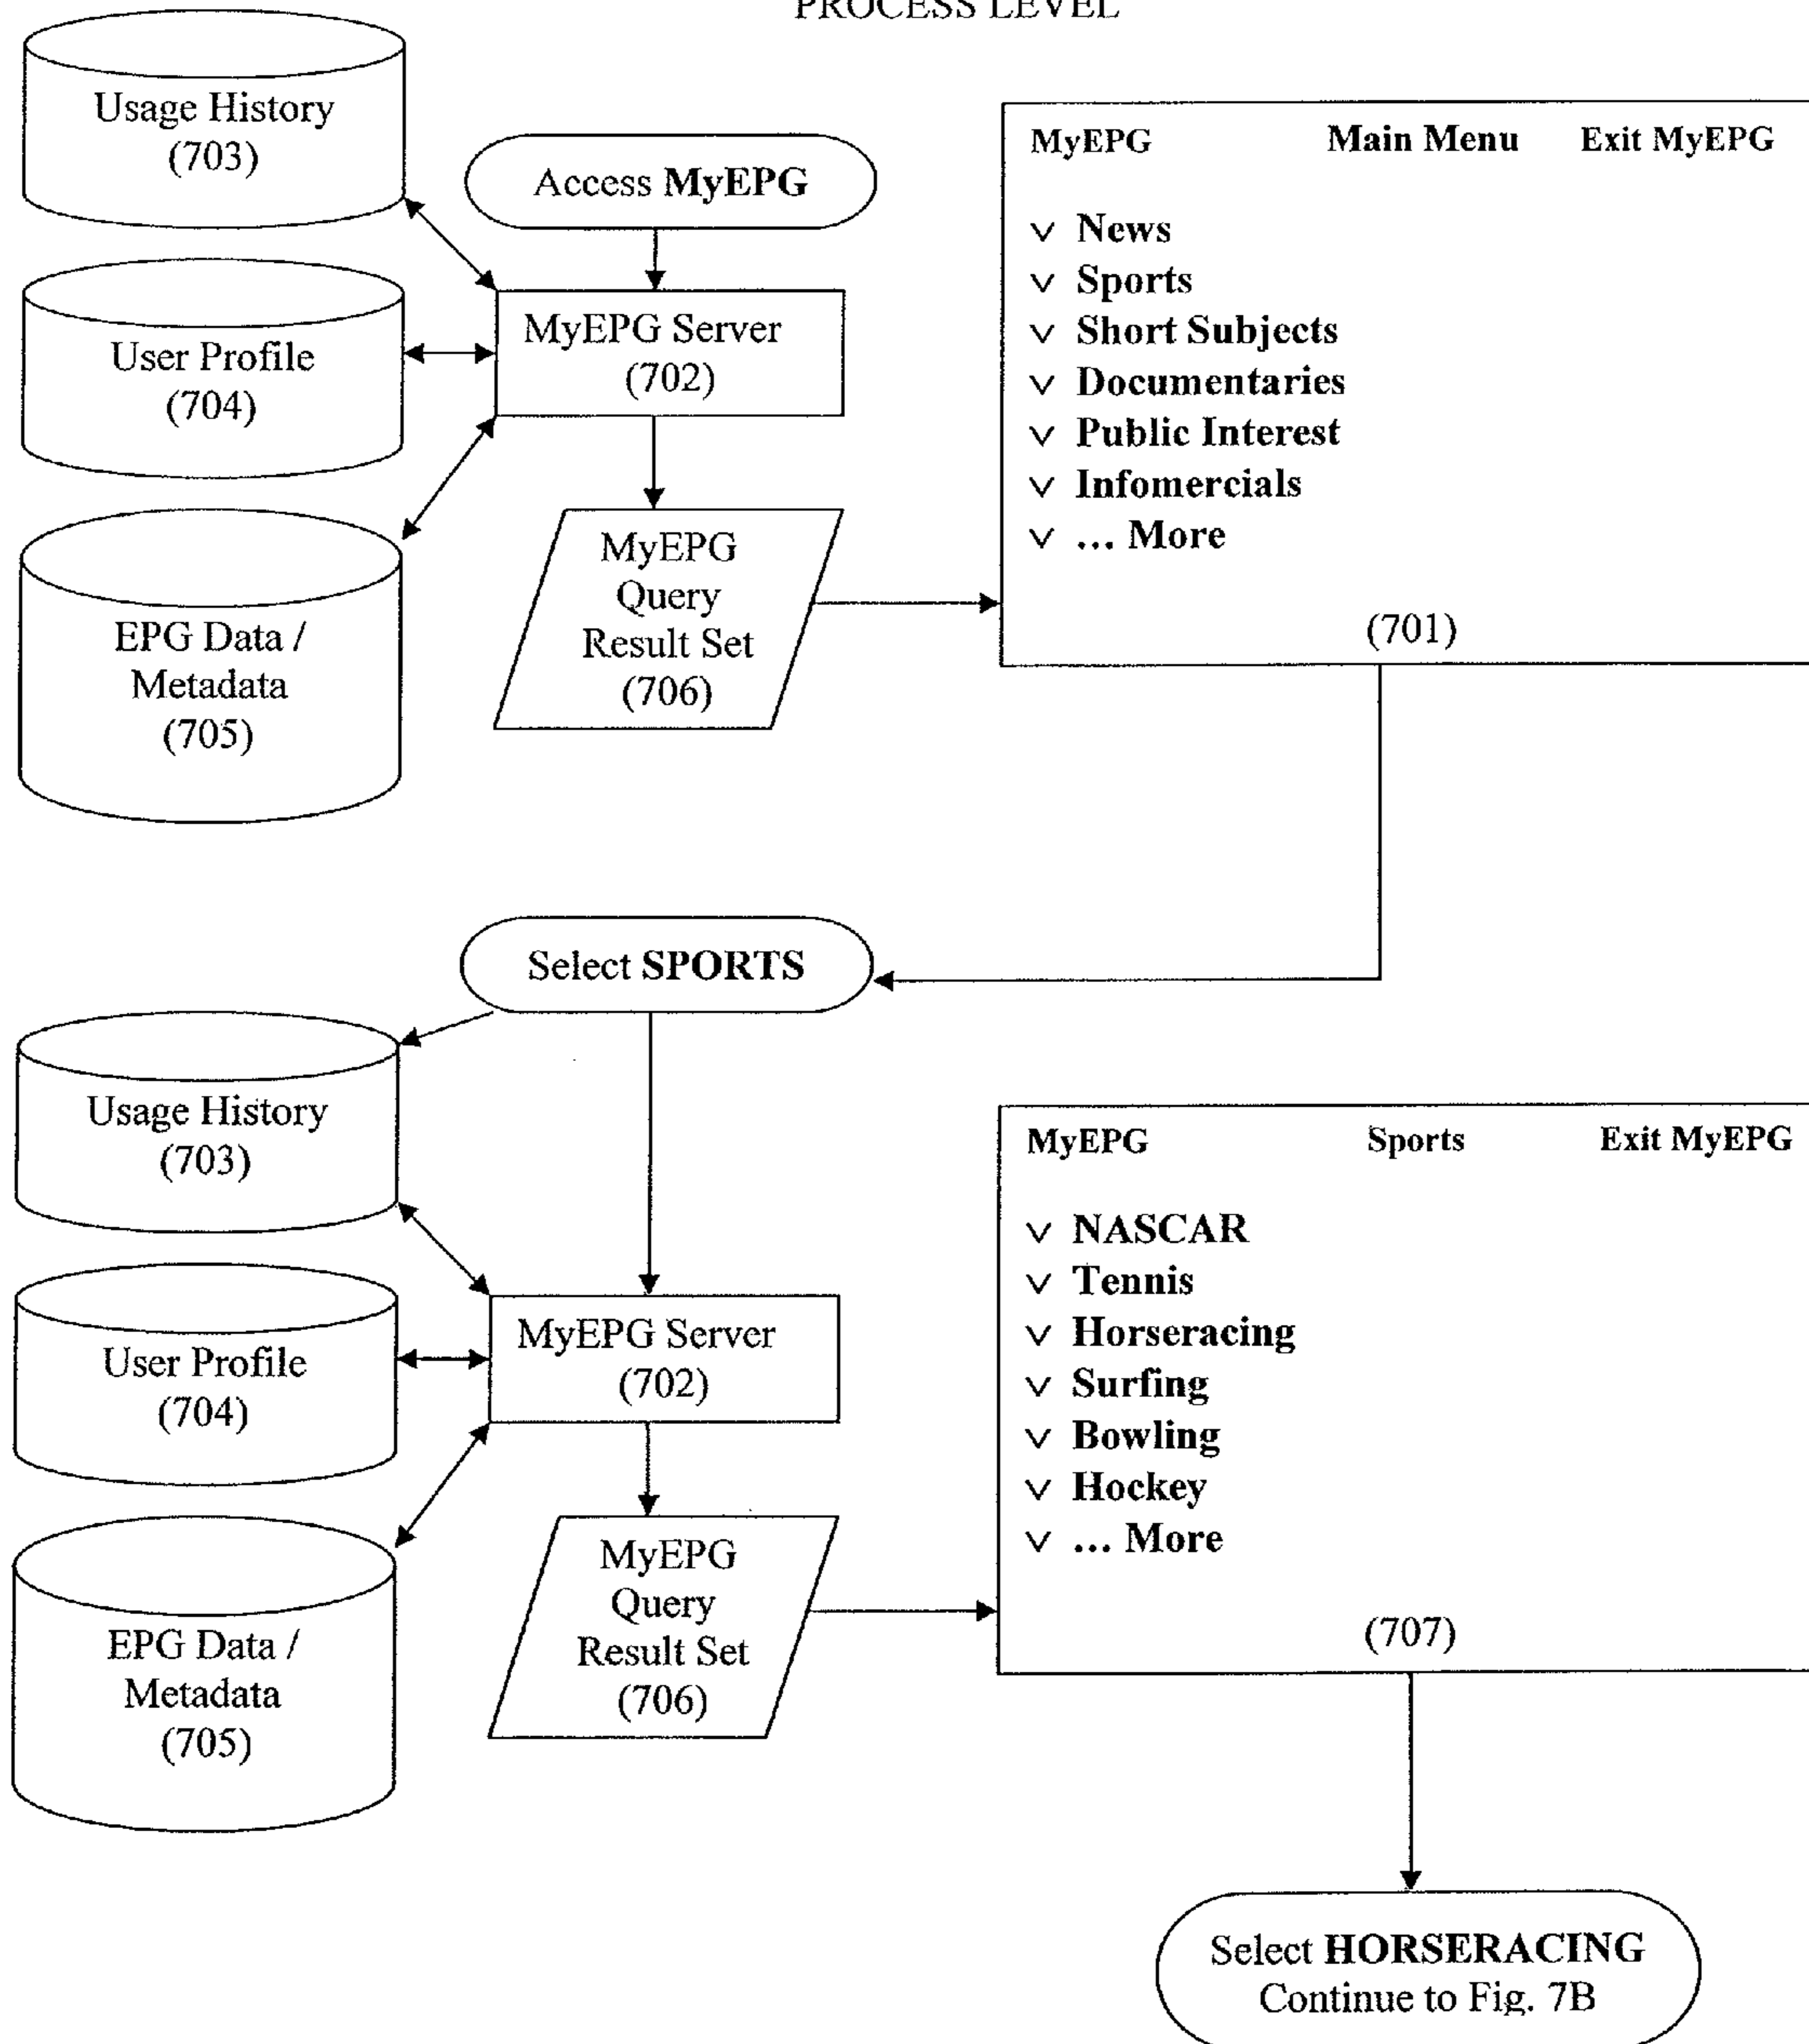 PROCESS LEVEL
Usage History
(703)
Access MyEPG
User Profile
(704)
MyEPG Server
(702)
EPG Data /
Metadata
(705)
MyEPG
Query
Result Set
(706)
MyEPG Main Menu Exit MyEPG
v News
v Sports
v Short Subjects
v Documentaries
v Public Interest
v Infomercials
v ... More
(701)
Select SPORTS
Usage History
(703)
User Profile
(704)
MyEPG Server
(702)
EPG Data /
Metadata
(705)
MyEPG
Query
Result Set
(706)
MyEPG Sports Exit MyEPG
v NASCAR
v Tennis
v Horseracing
v Surfing
v Bowling
v Hockey
v ... More
(707)
Select HORSERACING
Continue to Fig. 7B